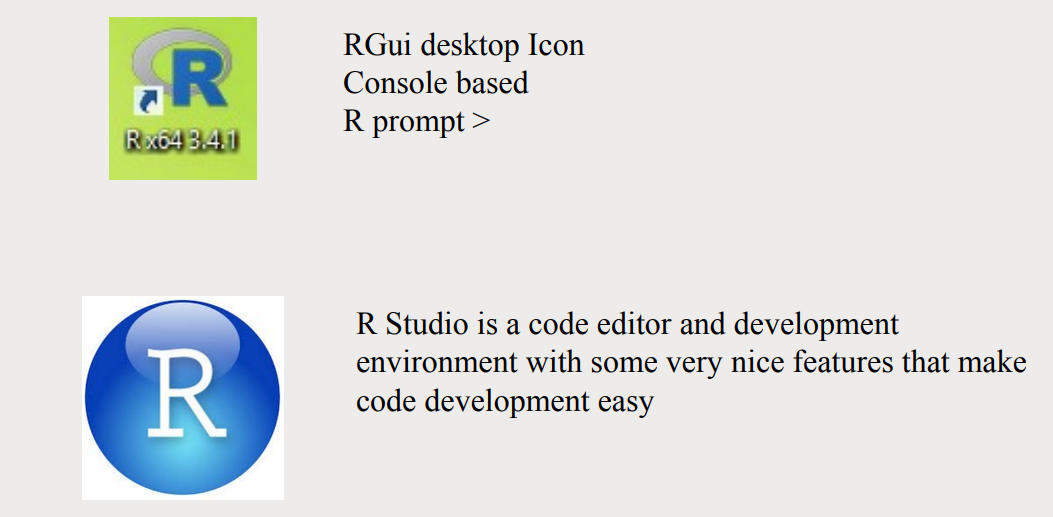 R
R x64 3.4.1
RGui desktop Icon
Console based
R prompt >
R
R Studio is a code editor and development
environment with some very nice features that make
code development easy